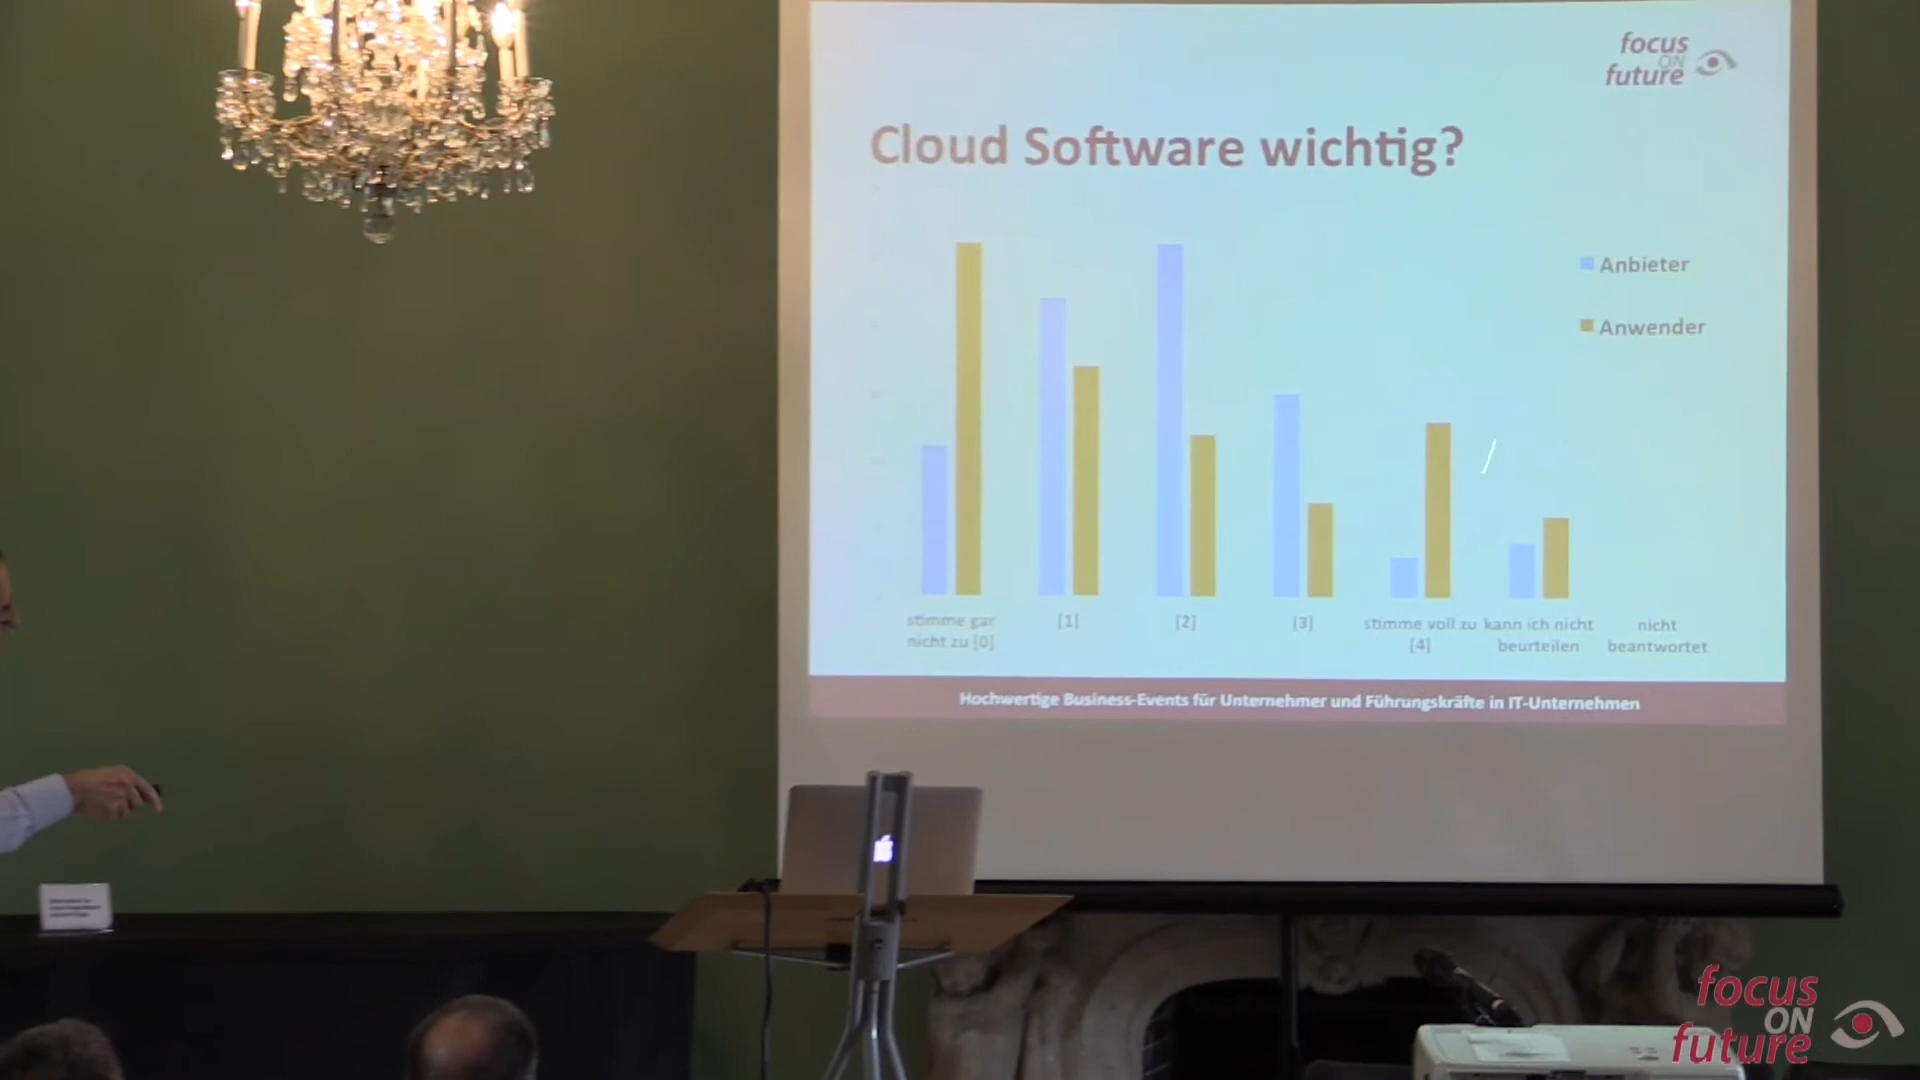 focus
ON
future
Cloud Software wichtig?
Anbieter
Anwender
stimme gar
nicht zu [0]
[1]
[2]
[3]
stimme voll zu
[4]
kann ich nicht
beurteilen
nicht
beantwortet
Hochwertige Business-Events für Unternehmer und Führungskräfte in IT-Unternehmen
focus
ON
future